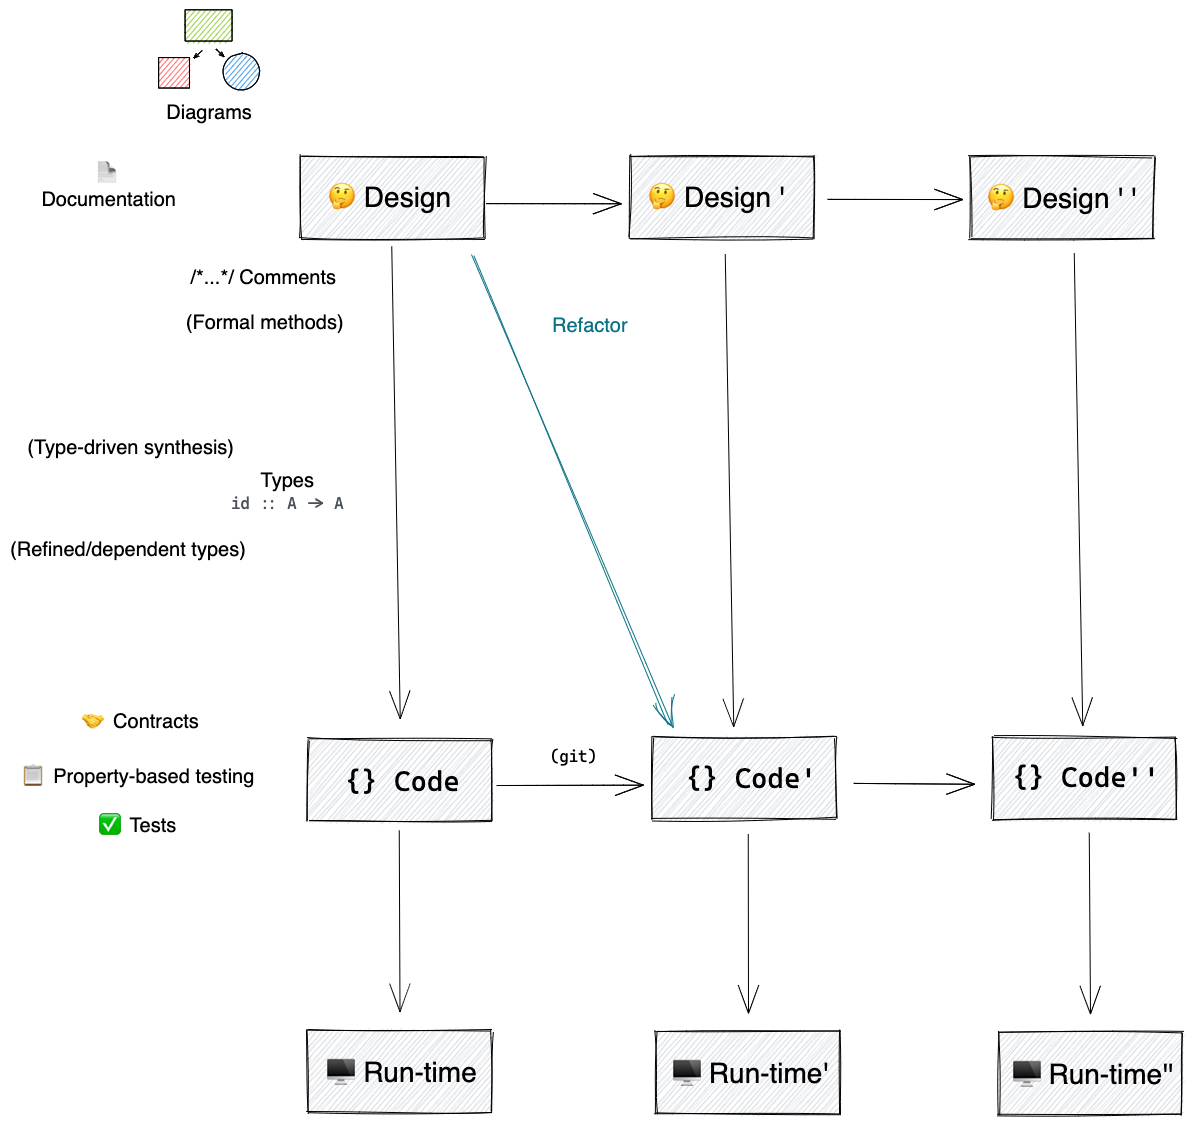 Diagrams
Documentation
Design
Design '
Design ' '
/*...*/ Comments
(Formal methods)
Refactor
(Type-driven synthesis)
Types
id :: A → A
(Refined/dependent types)
Contracts
(git)
Property-based testing
{} Code
{} Code'
{} Code''
Tests
Run-time
Run-time'
Run-time"